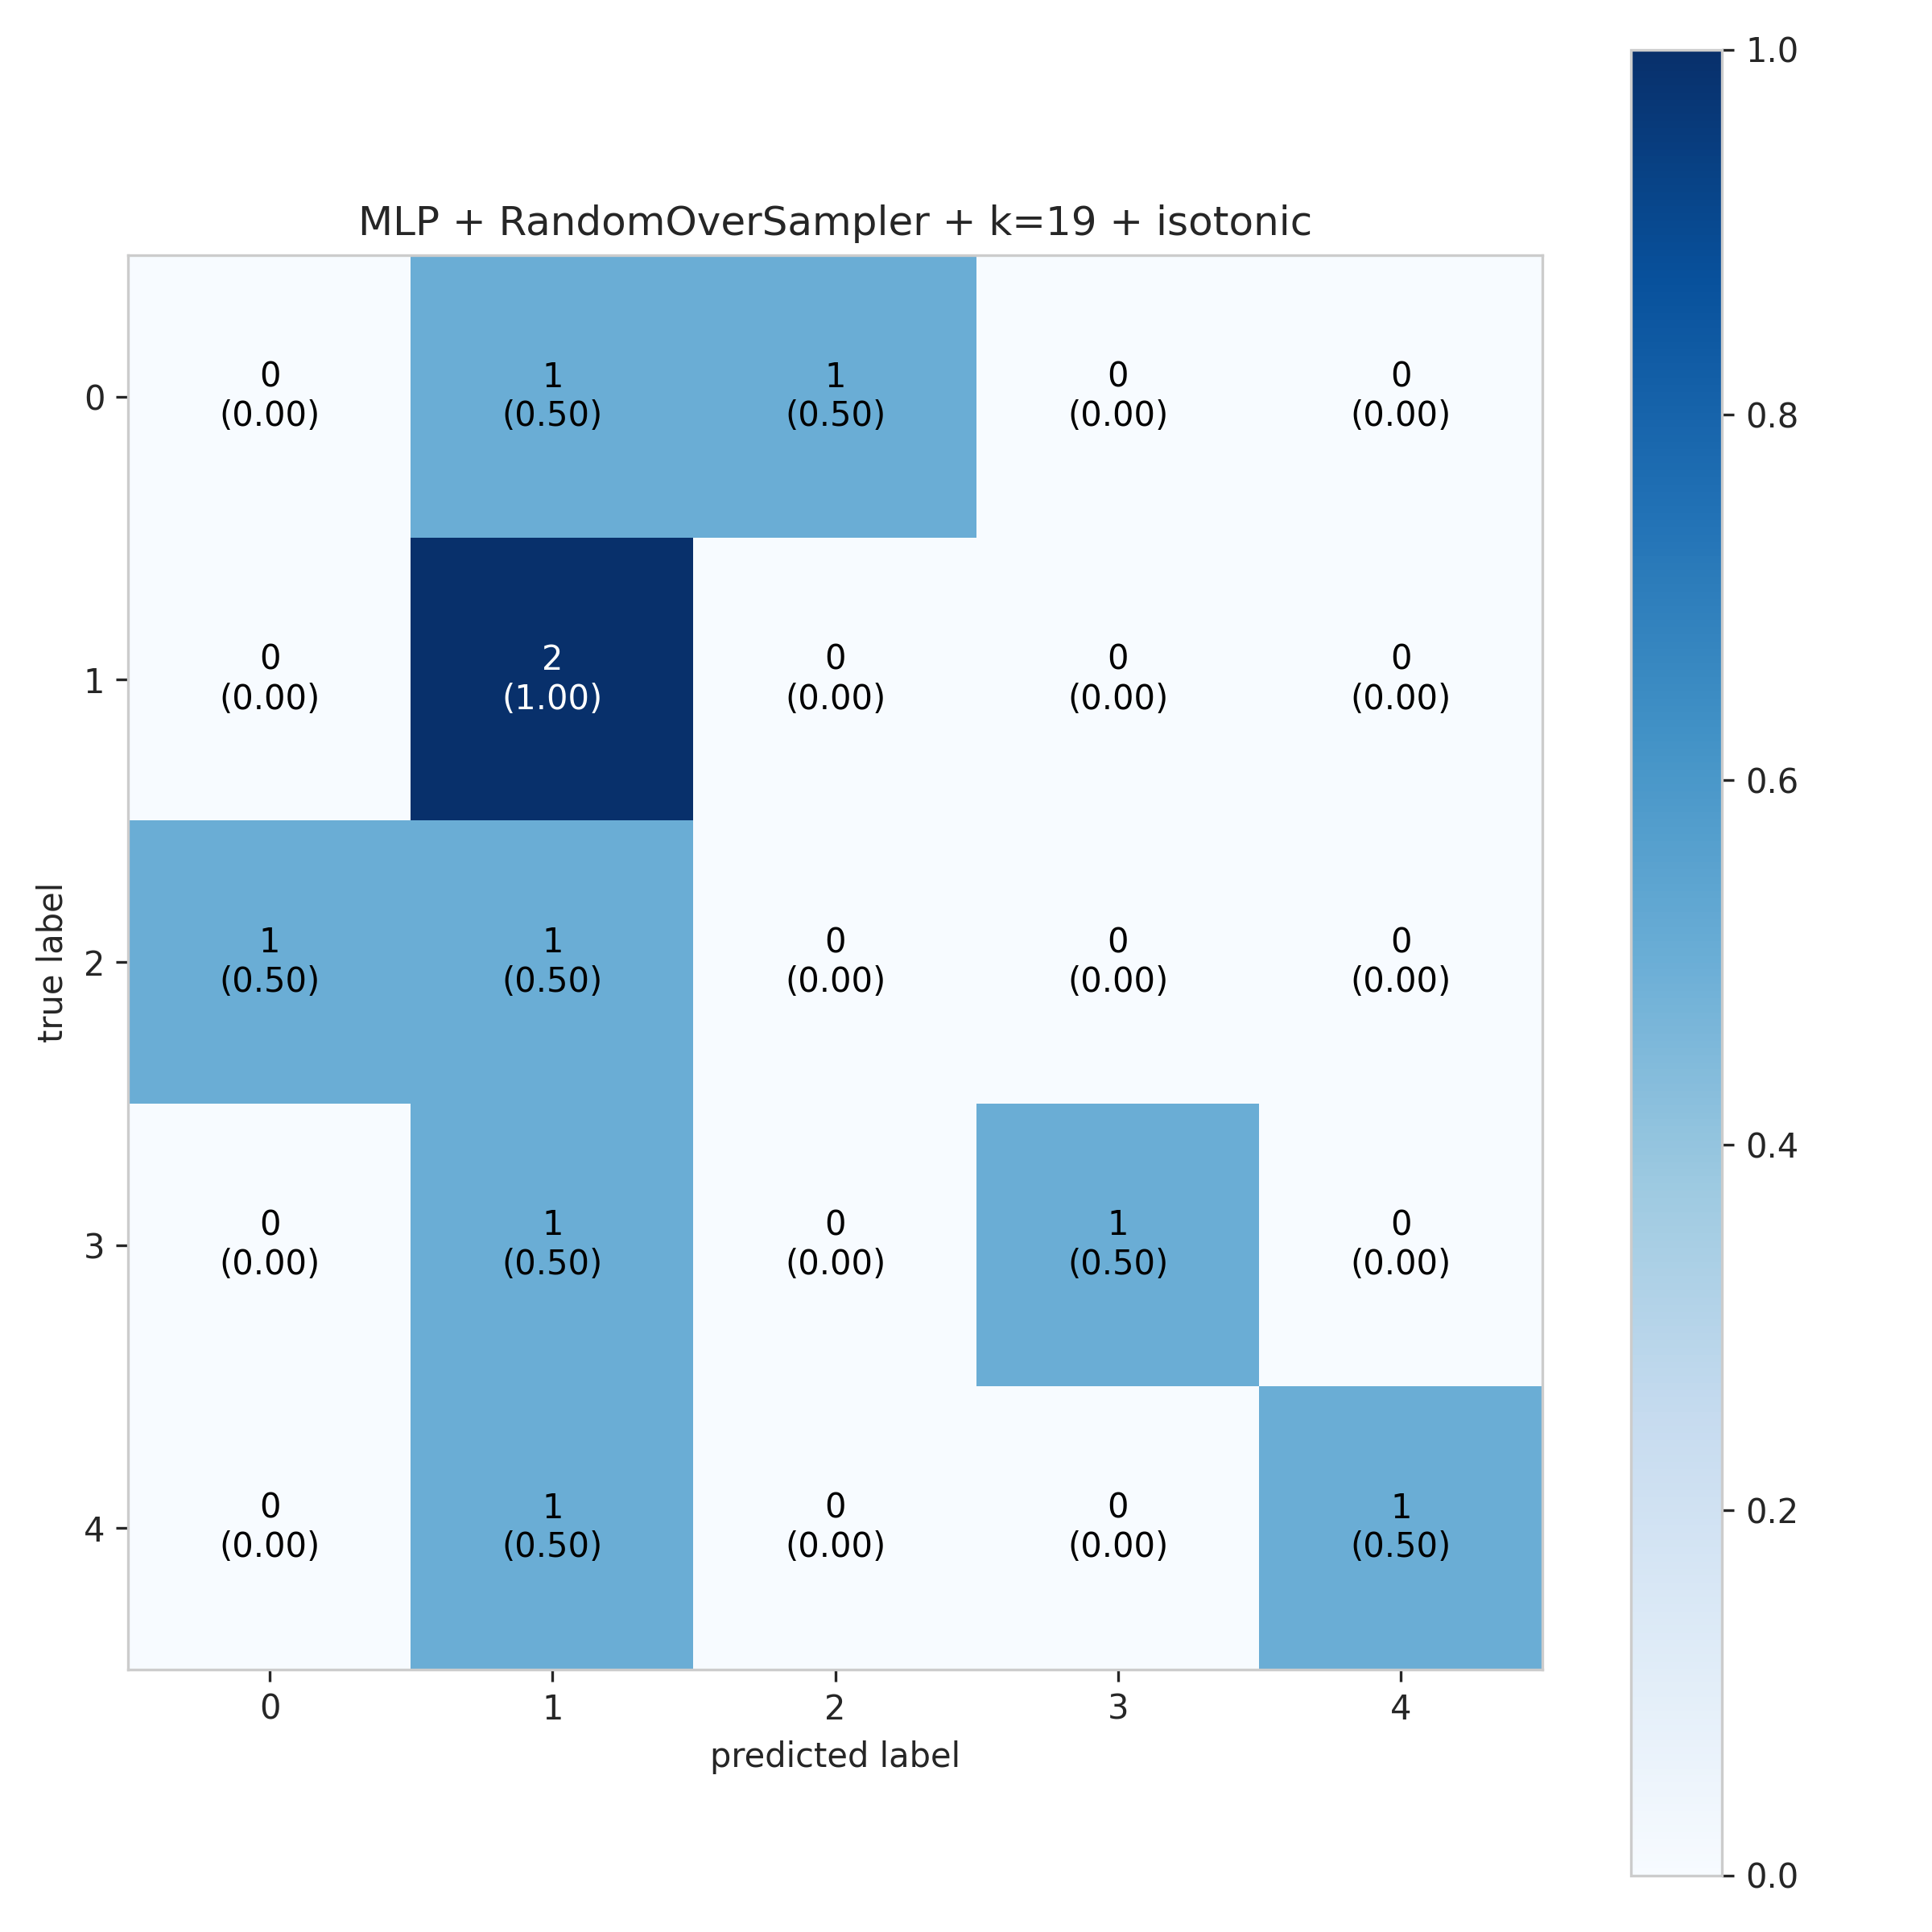 MLP + RandomOverSampler + k=19 + isotonic
1.0
0.8
0.6
0.4
0.2
0.0
true label
0
0 1 1 0 0
(0.00) (0.50) (0.50) (0.00) (0.00)
1
0 2 0 0 0
(0.00) (1.00) (0.00) (0.00) (0.00)
2
1 1 0 0 0
(0.50) (0.50) (0.00) (0.00) (0.00)
3
0 1 0 1 0
(0.00) (0.50) (0.00) (0.50) (0.00)
4
0 1 0 0 1
(0.00) (0.50) (0.00) (0.00) (0.50)
0 1 2 3 4
predicted label